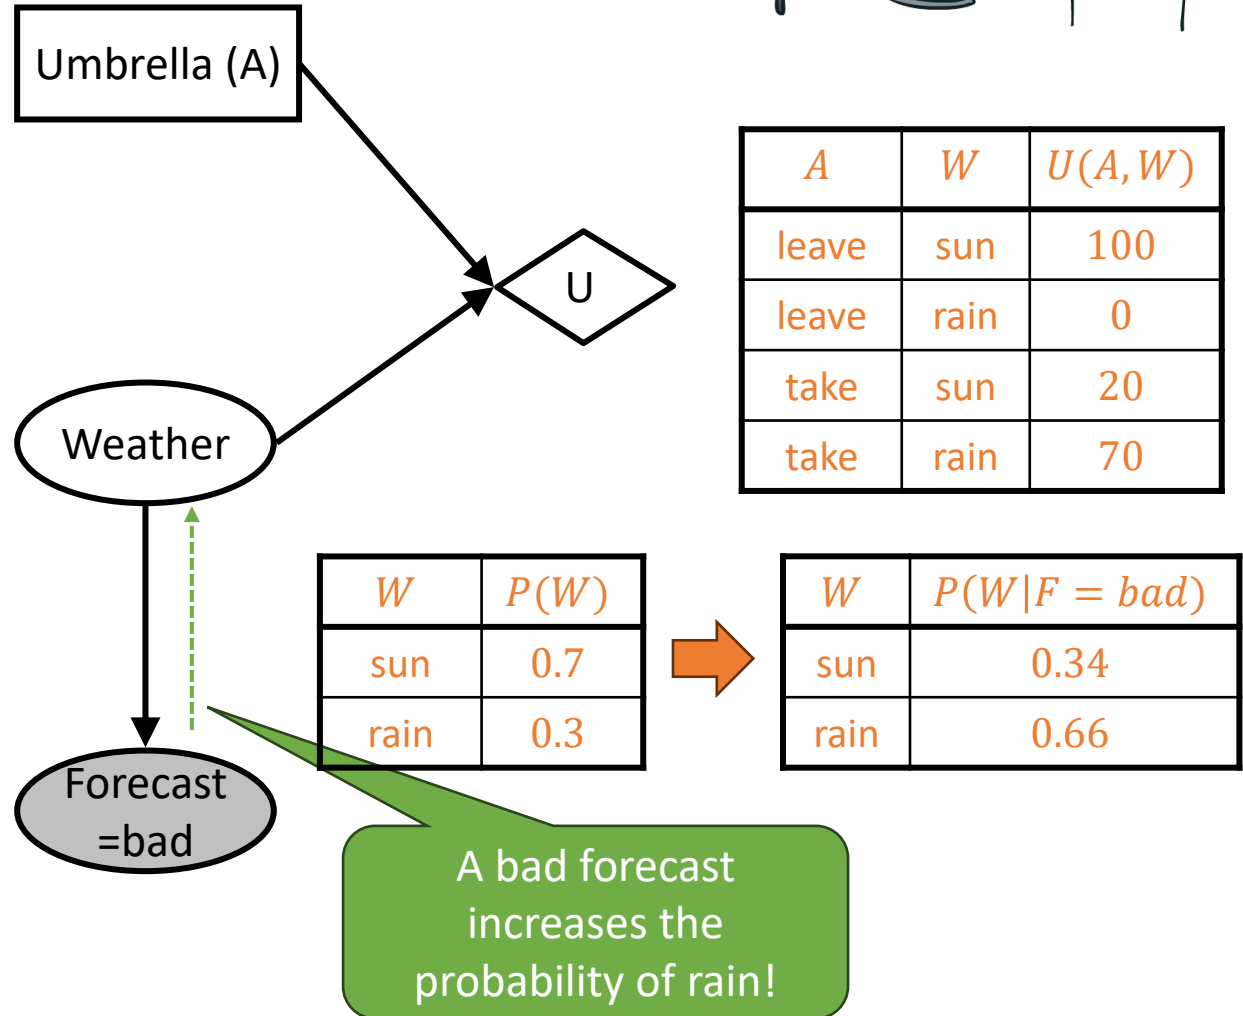 Umbrella (A)
U
Weather
Forecast
=bad
A W U(A, W)
leave sun 100
leave rain 0
take sun 20
take rain 70
W P(W)
sun 0.7
rain 0.3
W P(W|F = bad)
sun 0.34
rain 0.66
A bad forecast
increases the
probability of rain!